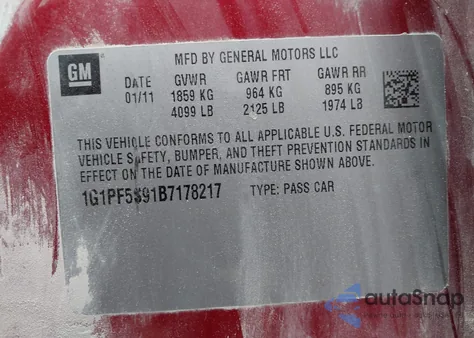 GM
MFD BY GENERAL MOTORS LLC
DATE GVWR GAWR FRT GAWR RR
01/11 1859 KG 964 KG 895 KG
4099 LB 2125 LB 1974 LB
THIS VEHICLE CONFORMS TO ALL APPLICABLE U.S. FEDERAL MOTOR
VEHICLE SAFETY, BUMPER, AND THEFT PREVENTION STANDARDS IN
EFFECT ON THE DATE OF MANUFACTURE SHOWN ABOVE.
TYPE: PASS CAR
autoSnap